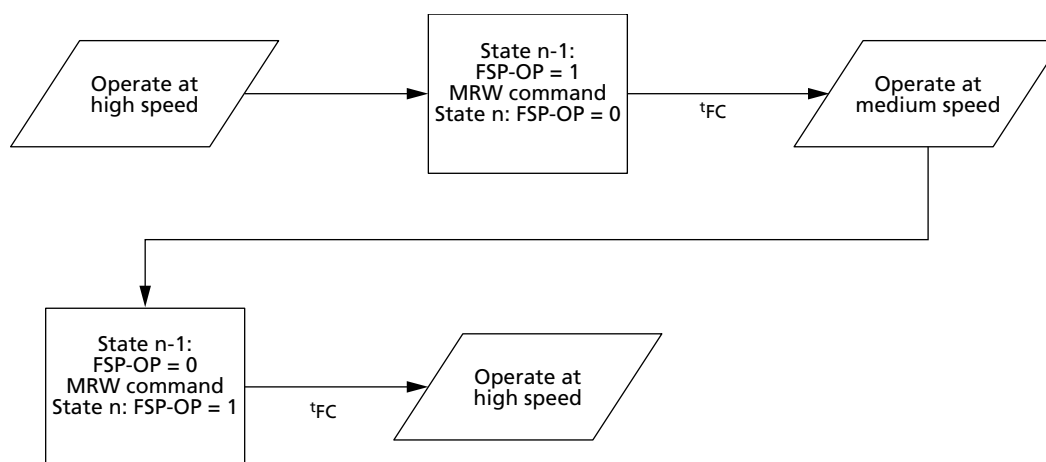 Operate at
high speed
State n-1:
FSP-OP = 1
MRW command
State n: FSP-OP = 0
tFC
Operate at
medium speed
State n-1:
FSP-OP = 0
MRW command
State n: FSP-OP = 1
tFC
Operate at
high speed